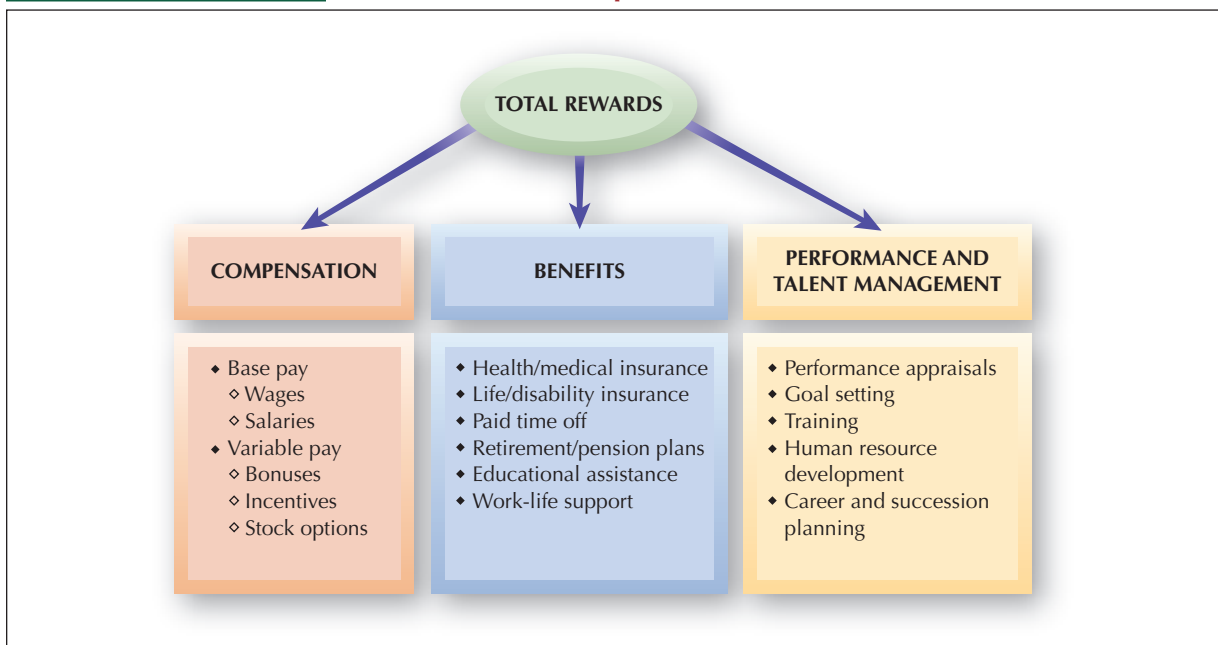 TOTAL REWARDS
COMPENSATION
◆ Base pay
◇ Wages
◇ Salaries
◆ Variable pay
◇ Bonuses
◇ Incentives
◇ Stock options
BENEFITS
◆ Health/medical insurance
◆ Life/disability insurance
◆ Paid time off
◆ Retirement/pension plans
◆ Educational assistance
◆ Work-life support
PERFORMANCE AND
TALENT MANAGEMENT
◆ Performance appraisals
◆ Goal setting
◆ Training
◆ Human resource
development
◆ Career and succession
planning